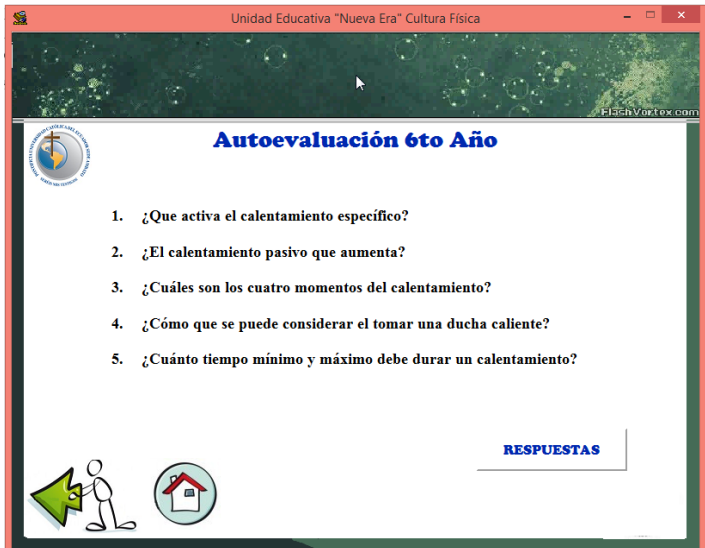 Unidad Educativa "Nueva Era" Cultura Física
FlashVortex.com
Autoevaluación 6to Año
1. ¿Que activa el calentamiento específico?
2. ¿El calentamiento pasivo que aumenta?
3. ¿Cuáles son los cuatro momentos del calentamiento?
4. ¿Cómo que se puede considerar el tomar una ducha caliente?
5. ¿Cuánto tiempo mínimo y máximo debe durar un calentamiento?
RESPUESTAS